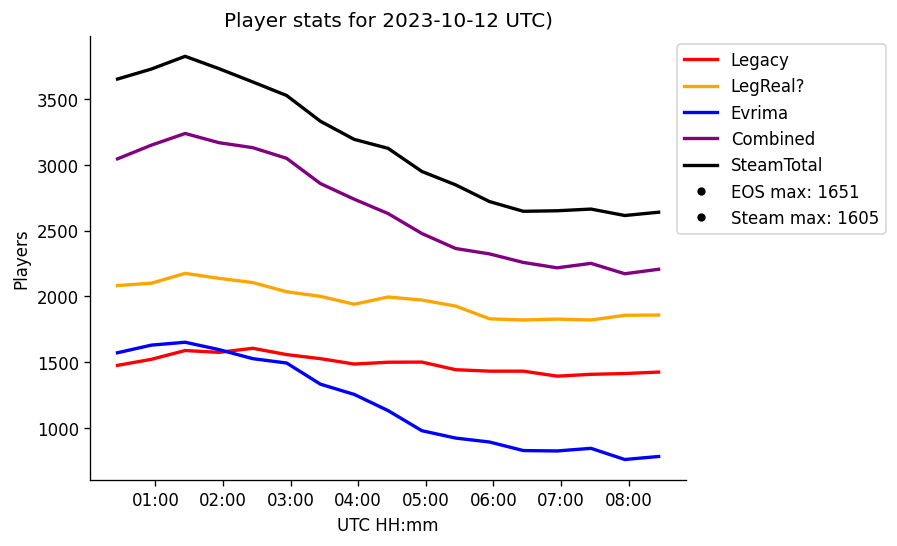 Player stats for 2023-10-12 UTC)
Legacy
LegReal?
Evrima
Combined
SteamTotal
EOS max: 1651
Steam max: 1605
Players
3500
3000
2500
2000
1500
1000
01:00 02:00 03:00 04:00 05:00 06:00 07:00 08:00
UTC HH:mm